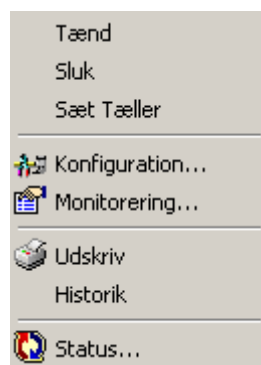 Tænd
Sluk
Sæt Tæller
Konfiguration...
Monitorering...
Udskriv
Historik
Status...